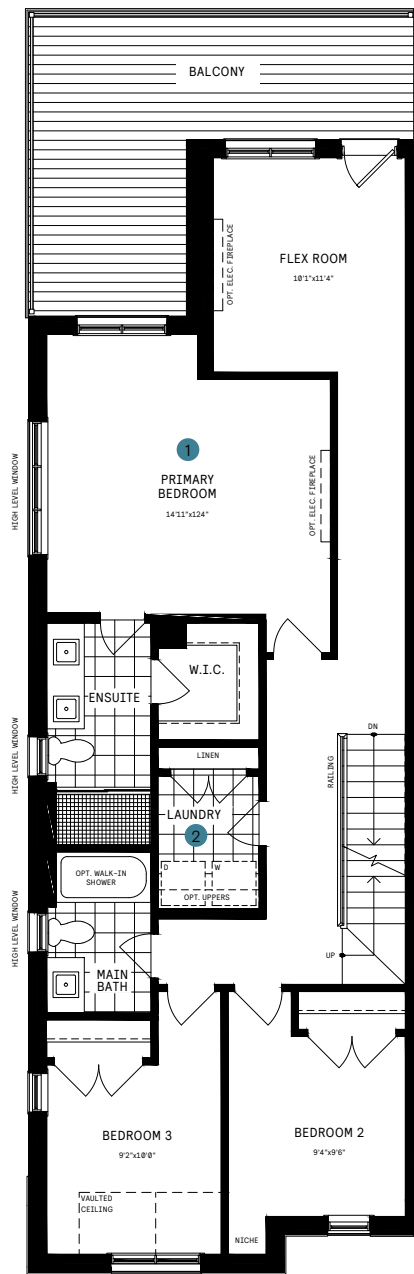 BALCONY
FLEX ROOM
10'1"x11'4"
OPT. ELEC. FIREPLACE
1
PRIMARY
BEDROOM
14'11"x124"
HIGH LEVEL WINDOW
OPT. ELEC. FIREPLACE
W.I.C.
ENSUITE
HIGH LEVEL WINDOW
LINEN
DN
RAILING
LAUNDRY
2
D
W
OPT. UPPERS
OPT. WALK-IN
SHOWER
HIGH LEVEL WINDOW
UP
MAIN
BATH
BEDROOM 3
9'2"x10'0"
BEDROOM 2
9'4"x9'6"
VAULTED
CEILING
NICHE